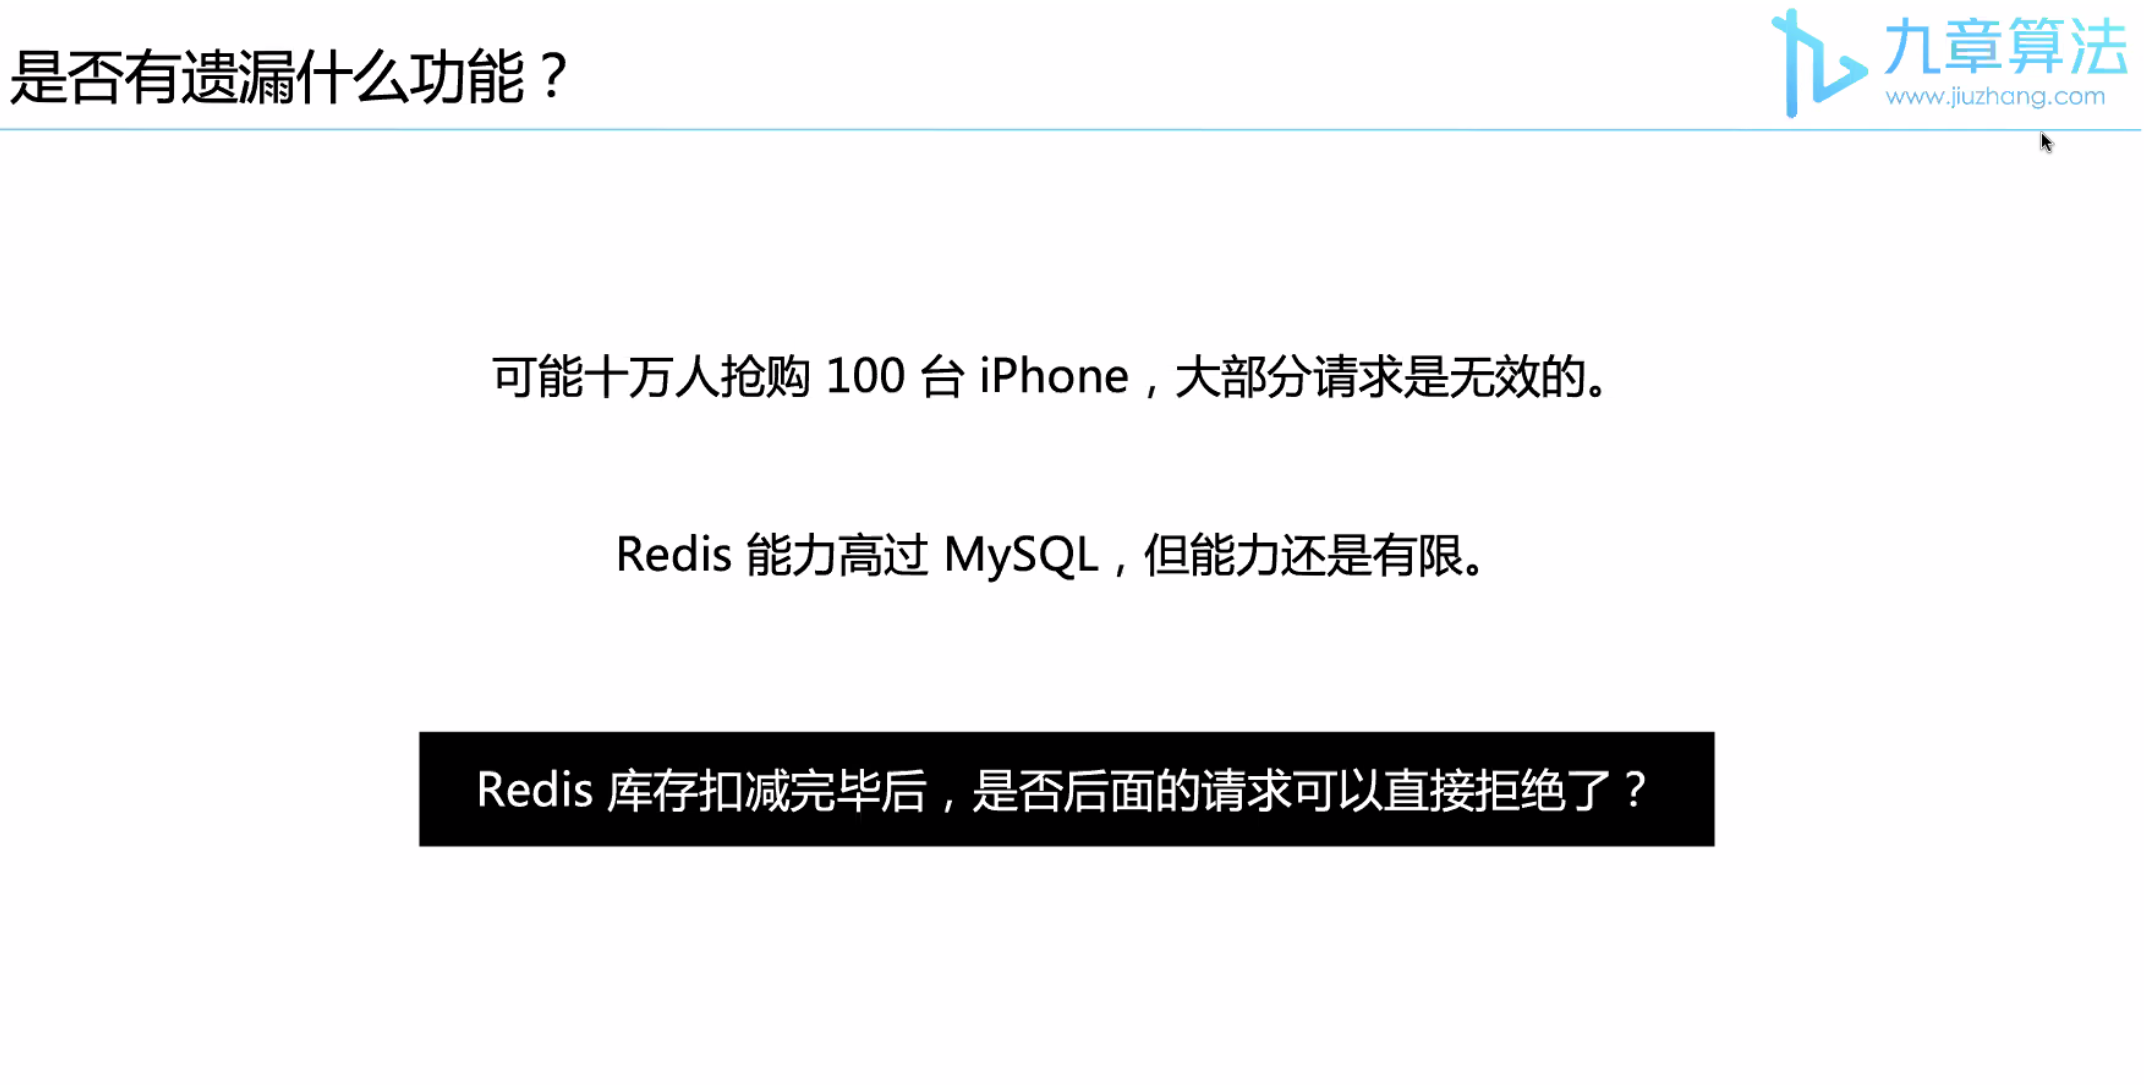 是否有遗漏什么功能？
九章算法
www.jiuzhang.com
可能十万人抢购 100 台 iPhone，大部分请求是无效的。
Redis 能力高过 MySQL，但能力还是有限。
Redis 库存扣减完毕后，是否后面的请求可以直接拒绝了？